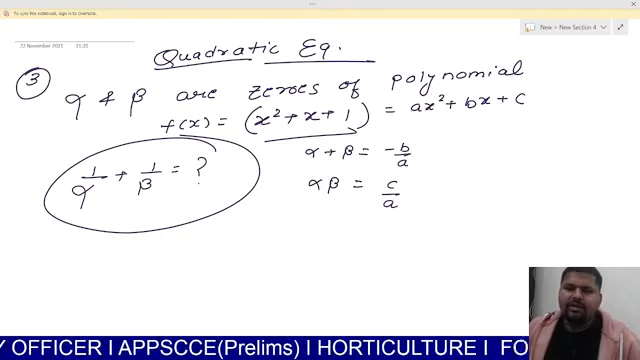 To sync this notebook, sign in to OneNote.
New > New Section 4
22 November 2021 11:35
Quadratic Eq.
③ α & β are zeroes of polynomial
f(x) = (x² + x + 1) = ax² + bx + c
α + β = -b/a
1/α + 1/β = ?
αβ = c/a
Y OFFICER I APPSCCE(Prelims) I HORTICULTURE I FO